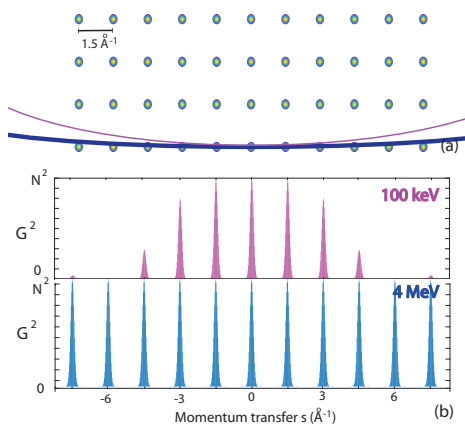 1.5 Å⁻¹
(a)
N²
100 keV
G²
0
N²
4 MeV
G²
0
-6 -3 0 3 6
(b)
Momentum transfer s (Å⁻¹)